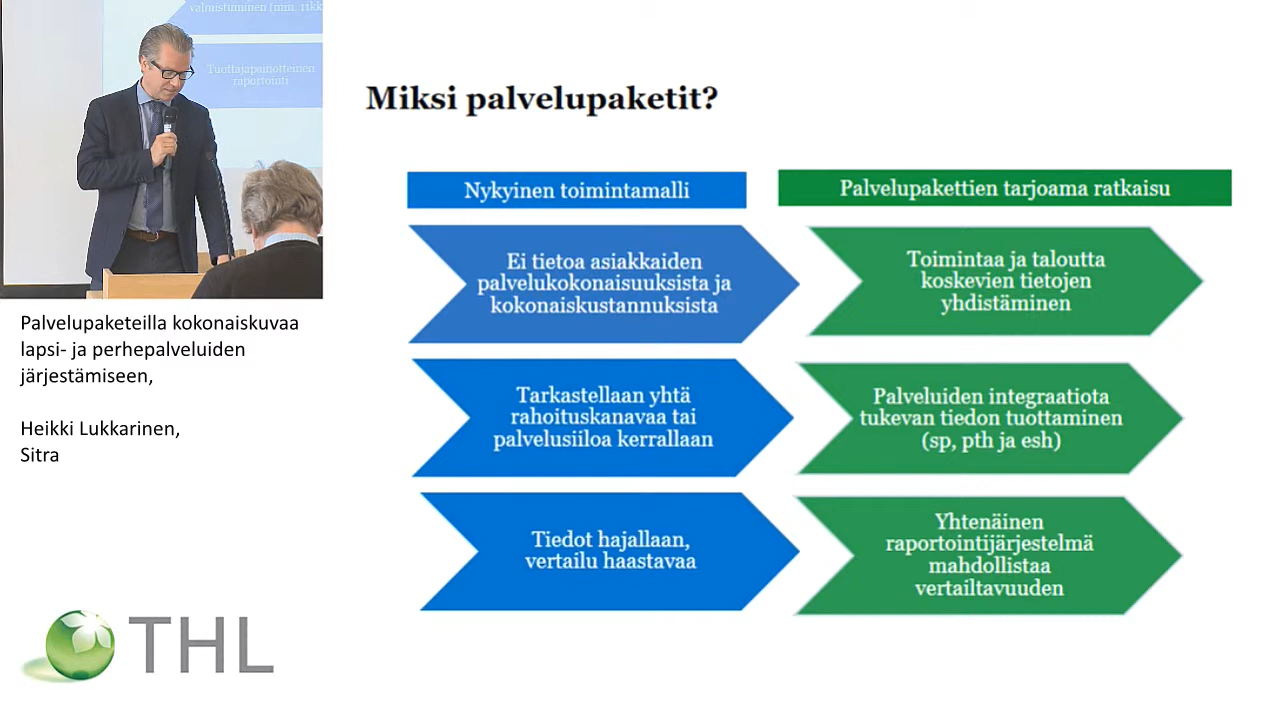 valmistuminen (mm.
Tuottajapainotteinen
raportointi
Miksi palvelupaketit?
Nykyinen toimintamalli
Palvelupakettien tarjoama ratkaisu
Ei tietoa asiakkaiden
palvelukokonaisuuksista ja
kokonaiskustannuksista
Toimintaa ja taloutta
koskevien tietojen
yhdistäminen
Tarkastellaan yhtä
rahoituskanavaa tai
palvelusiiloa kerrallaan
Palveluiden integraatiota
tukevan tiedon tuottaminen
(sp, pth ja esh)
Tiedot hajallaan,
vertailu haastavaa
Yhtenäinen
raportointijärjestelmä
mahdollistaa
vertailtavuuden
Palvelupaketeilla kokonaiskuvaa
lapsi- ja perhepalveluiden
järjestämiseen,
Heikki Lukkarinen,
Sitra
THL